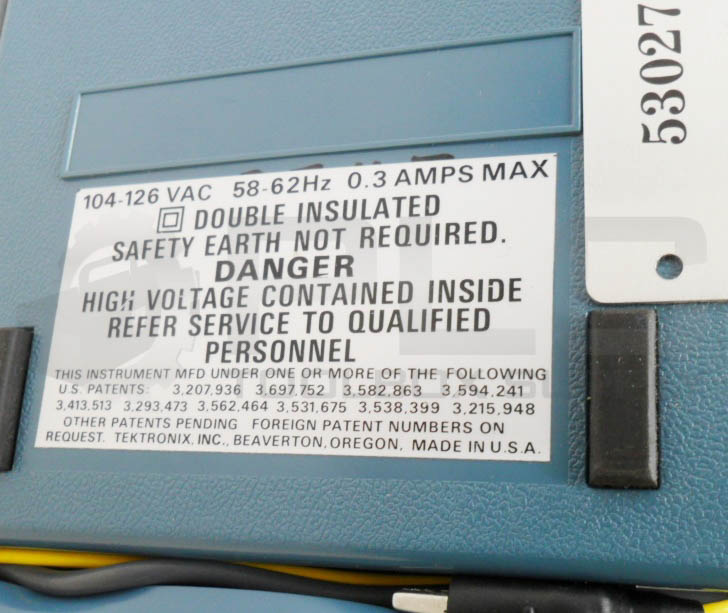 53027
104-126 VAC 58-62Hz 0.3 AMPS MAX
DOUBLE INSULATED
SAFETY EARTH NOT REQUIRED.
DANGER
HIGH VOLTAGE CONTAINED INSIDE
REFER SERVICE TO QUALIFIED
PERSONNEL
THIS INSTRUMENT MFD UNDER ONE OR MORE OF THE FOLLOWING
U.S. PATENTS: 3,207,936 3,697,752 3,582,863 3,594,241
3,413,513 3,293,473 3,562,464 3,531,675 3,538,399 3,215,948
OTHER PATENTS PENDING FOREIGN PATENT NUMBERS ON
REQUEST. TEKTRONIX, INC., BEAVERTON, OREGON, MADE IN U.S.A.